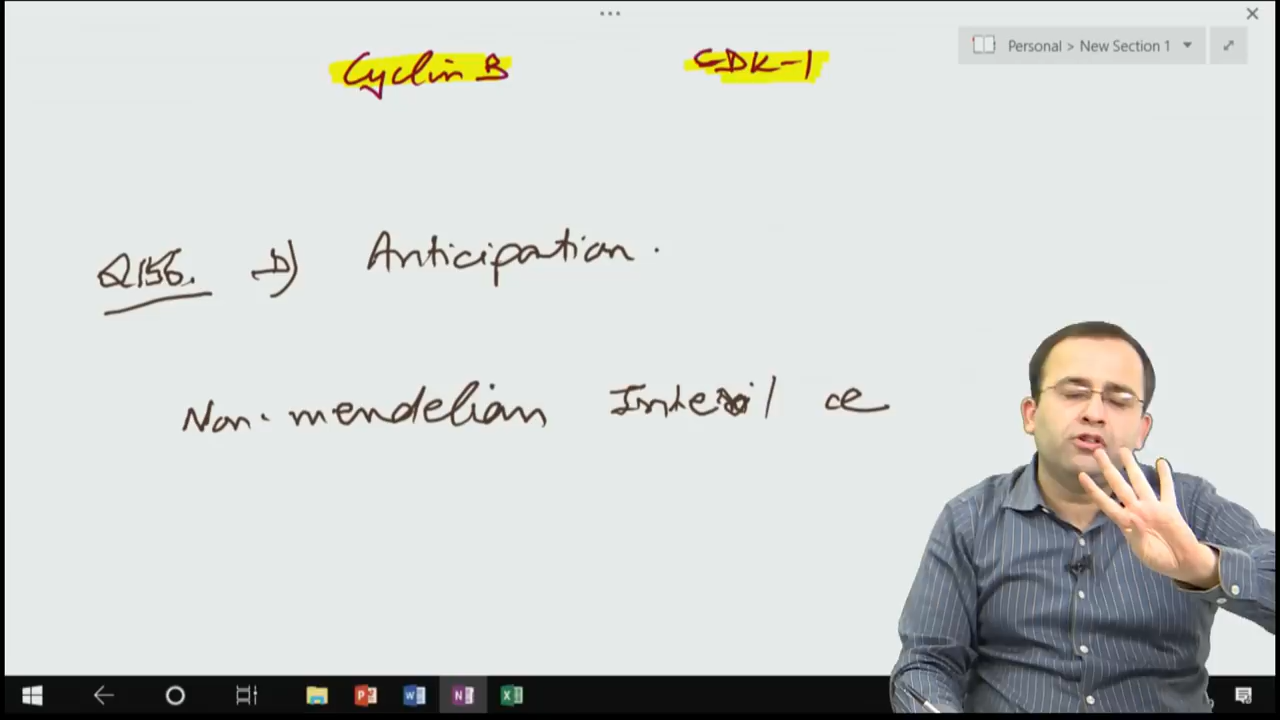 Personal > New Section 1
Cyclin B CDK-1
Q156. D) Anticipation.
Non-mendelian